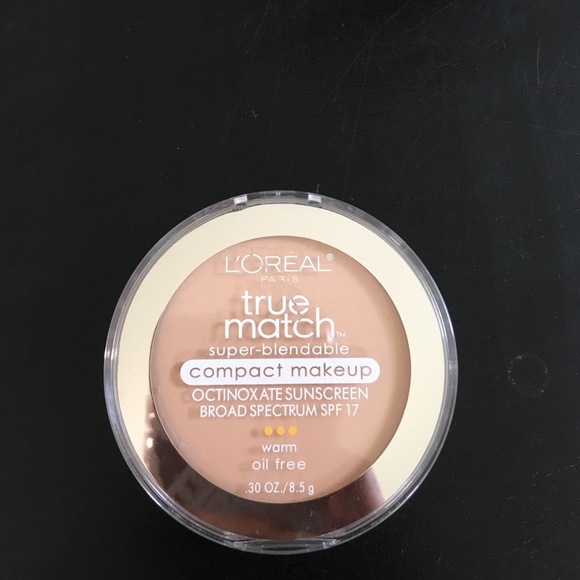 L'ORÉAL®
PARIS
true
match™
super-blendable
compact makeup
OCTINOXATE SUNSCREEN
BROAD SPECTRUM SPF 17
warm
oil free
.30 OZ./8.5 g